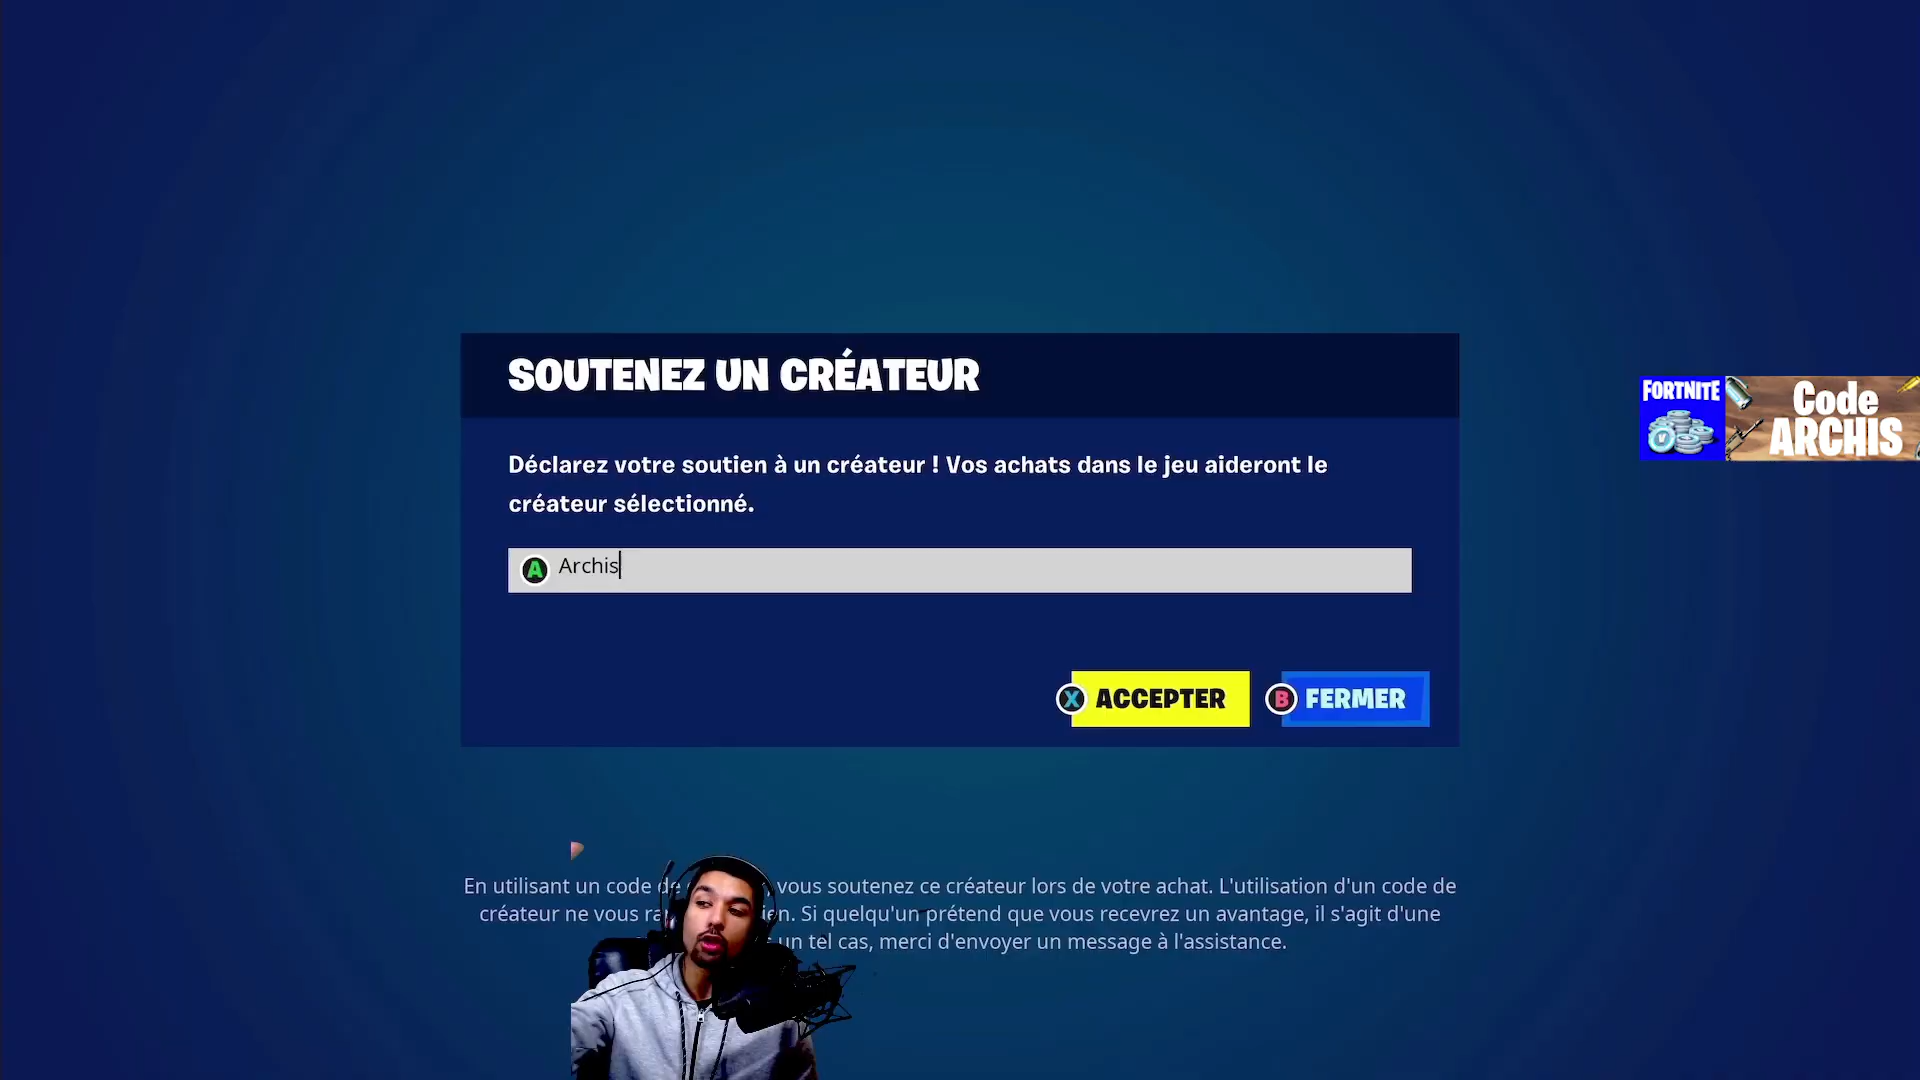 SOUTENEZ UN CRÉATEUR
Déclarez votre soutien à un créateur ! Vos achats dans le jeu aideront le
créateur sélectionné.
A Archis
X ACCEPTER B FERMER
FORTNITE
Code
ARCHIS
En utilisant un code de vous soutenez ce créateur lors de votre achat. L'utilisation d'un code de
créateur ne vous Si quelqu'un prétend que vous recevrez un avantage, il s'agit d'une
un tel cas, merci d'envoyer un message à l'assistance.